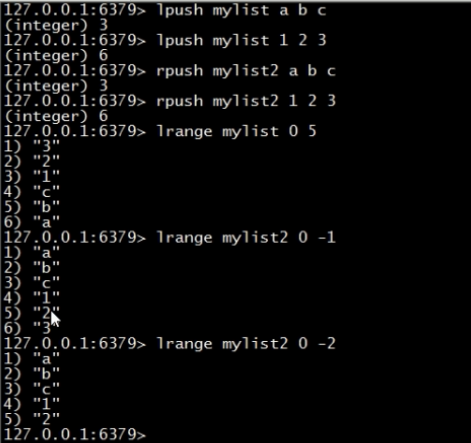 127.0.0.1:6379> lpush mylist a b c
(integer) 3
127.0.0.1:6379> lpush mylist 1 2 3
(integer) 6
127.0.0.1:6379> rpush mylist2 a b c
(integer) 3
127.0.0.1:6379> rpush mylist2 1 2 3
(integer) 6
127.0.0.1:6379> lrange mylist 0 5
1) "3"
2) "2"
3) "1"
4) "c"
5) "b"
6) "a"
127.0.0.1:6379> lrange mylist2 0 -1
1) "a"
2) "b"
3) "c"
4) "1"
5) "2"
6) "3"
127.0.0.1:6379> lrange mylist2 0 -2
1) "a"
2) "b"
3) "c"
4) "1"
5) "2"
127.0.0.1:6379>